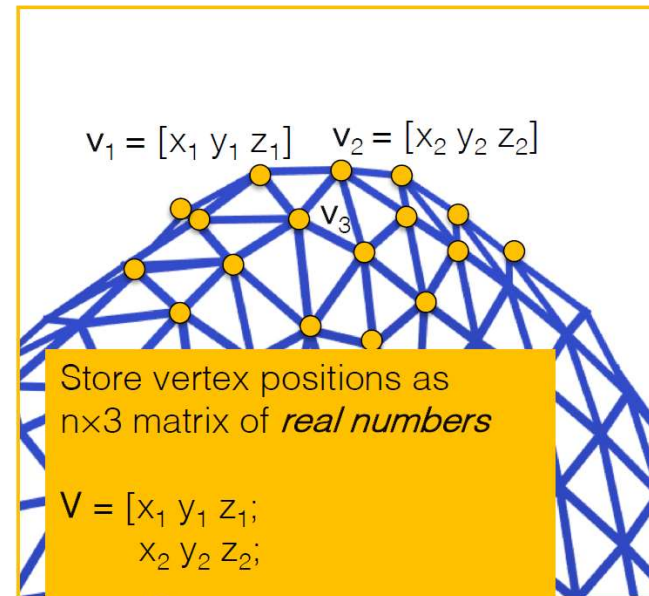 v₁ = [x₁ y₁ z₁] v₂ = [x₂ y₂ z₂]
v₃
Store vertex positions as
n×3 matrix of real numbers
V = [x₁ y₁ z₁;
x₂ y₂ z₂;